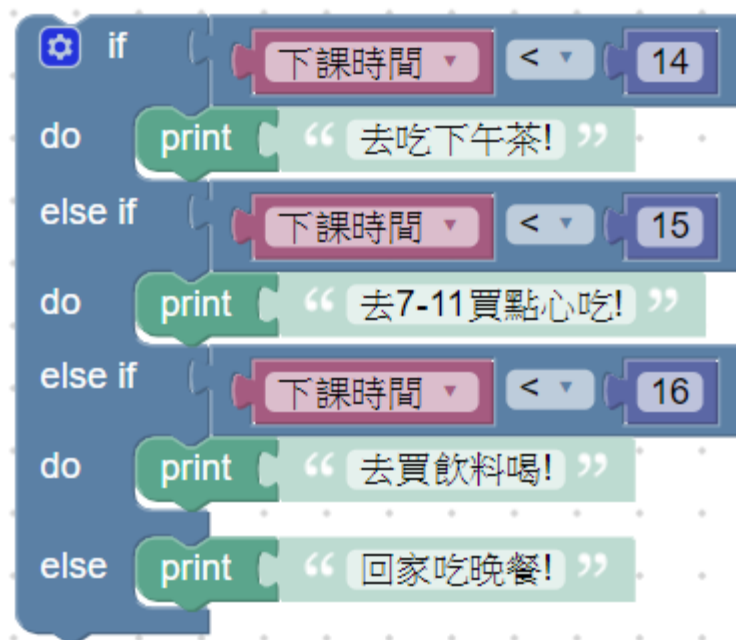 if 下課時間 < 14
do print “ 去吃下午茶! ”
else if 下課時間 < 15
do print “ 去7-11買點心吃! ”
else if 下課時間 < 16
do print “ 去買飲料喝! ”
else print “ 回家吃晚餐! ”